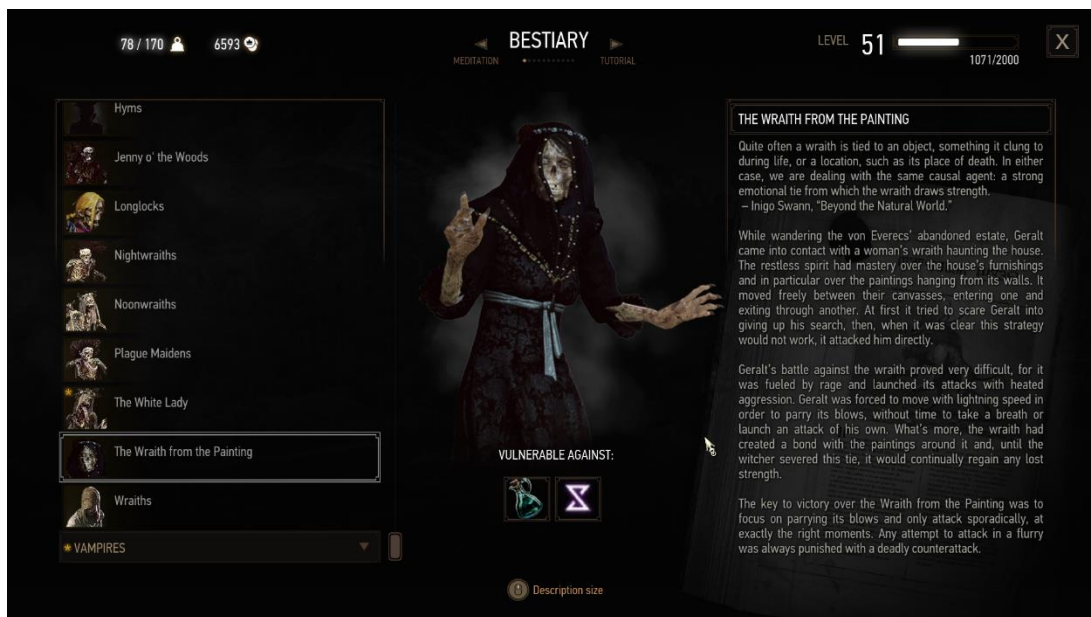 78 / 170
6593
BESTIARY
MEDITATION
TUTORIAL
LEVEL 51
1071/2000
X
Hyms
Jenny o' the Woods
Longlocks
Nightwraiths
Noonwraiths
Plague Maidens
The White Lady
The Wraith from the Painting
Wraiths
* VAMPIRES
VULNERABLE AGAINST:
Description size
THE WRAITH FROM THE PAINTING
Quite often a wraith is tied to an object, something it clung to
during life, or a location, such as its place of death. In either
case, we are dealing with the same causal agent: a strong
emotional tie from which the wraith draws strength.
– Inigo Swann, "Beyond the Natural World."
While wandering the von Everecs' abandoned estate, Geralt
came into contact with a woman's wraith haunting the house.
The restless spirit had mastery over the house's furnishings
and in particular over the paintings hanging from its walls. It
moved freely between their canvasses, entering one and
exiting through another. At first it tried to scare Geralt into
giving up his search, then, when it was clear this strategy
would not work, it attacked him directly.
Geralt's battle against the wraith proved very difficult, for it
was fueled by rage and launched its attacks with heated
aggression. Geralt was forced to move with lightning speed in
order to parry its blows, without time to take a breath or
launch an attack of his own. What's more, the wraith had
created a bond with the paintings around it and, until the
witcher severed this tie, it would continually regain any lost
strength.
The key to victory over the Wraith from the Painting was to
focus on parrying its blows and only attack sporadically, at
exactly the right moments. Any attempt to attack in a flurry
was always punished with a deadly counterattack.